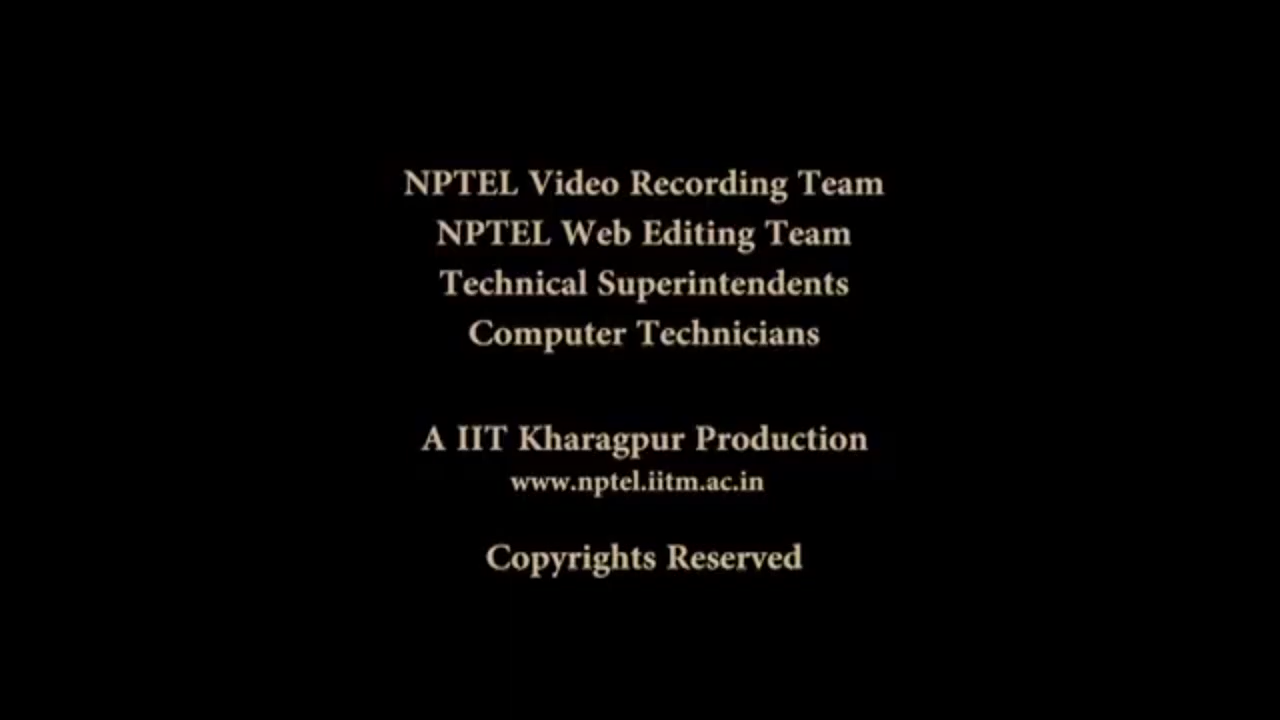 NPTEL Video Recording Team
NPTEL Web Editing Team
Technical Superintendents
Computer Technicians
A IIT Kharagpur Production
www.nptel.iitm.ac.in
Copyrights Reserved